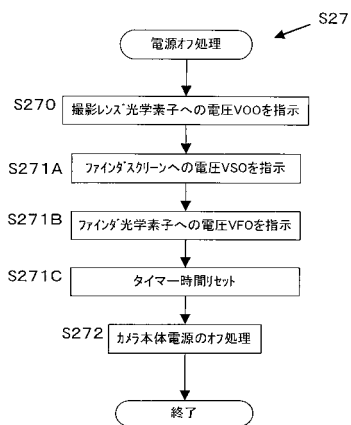 電源オフ処理
S27
S270
撮影レンズ光学素子への電圧VOOを指示
S271A
ファインダスクリーンへの電圧VSOを指示
S271B
ファインダ光学素子への電圧VFOを指示
S271C
タイマー時間リセット
S272
カメラ本体電源のオフ処理
終了